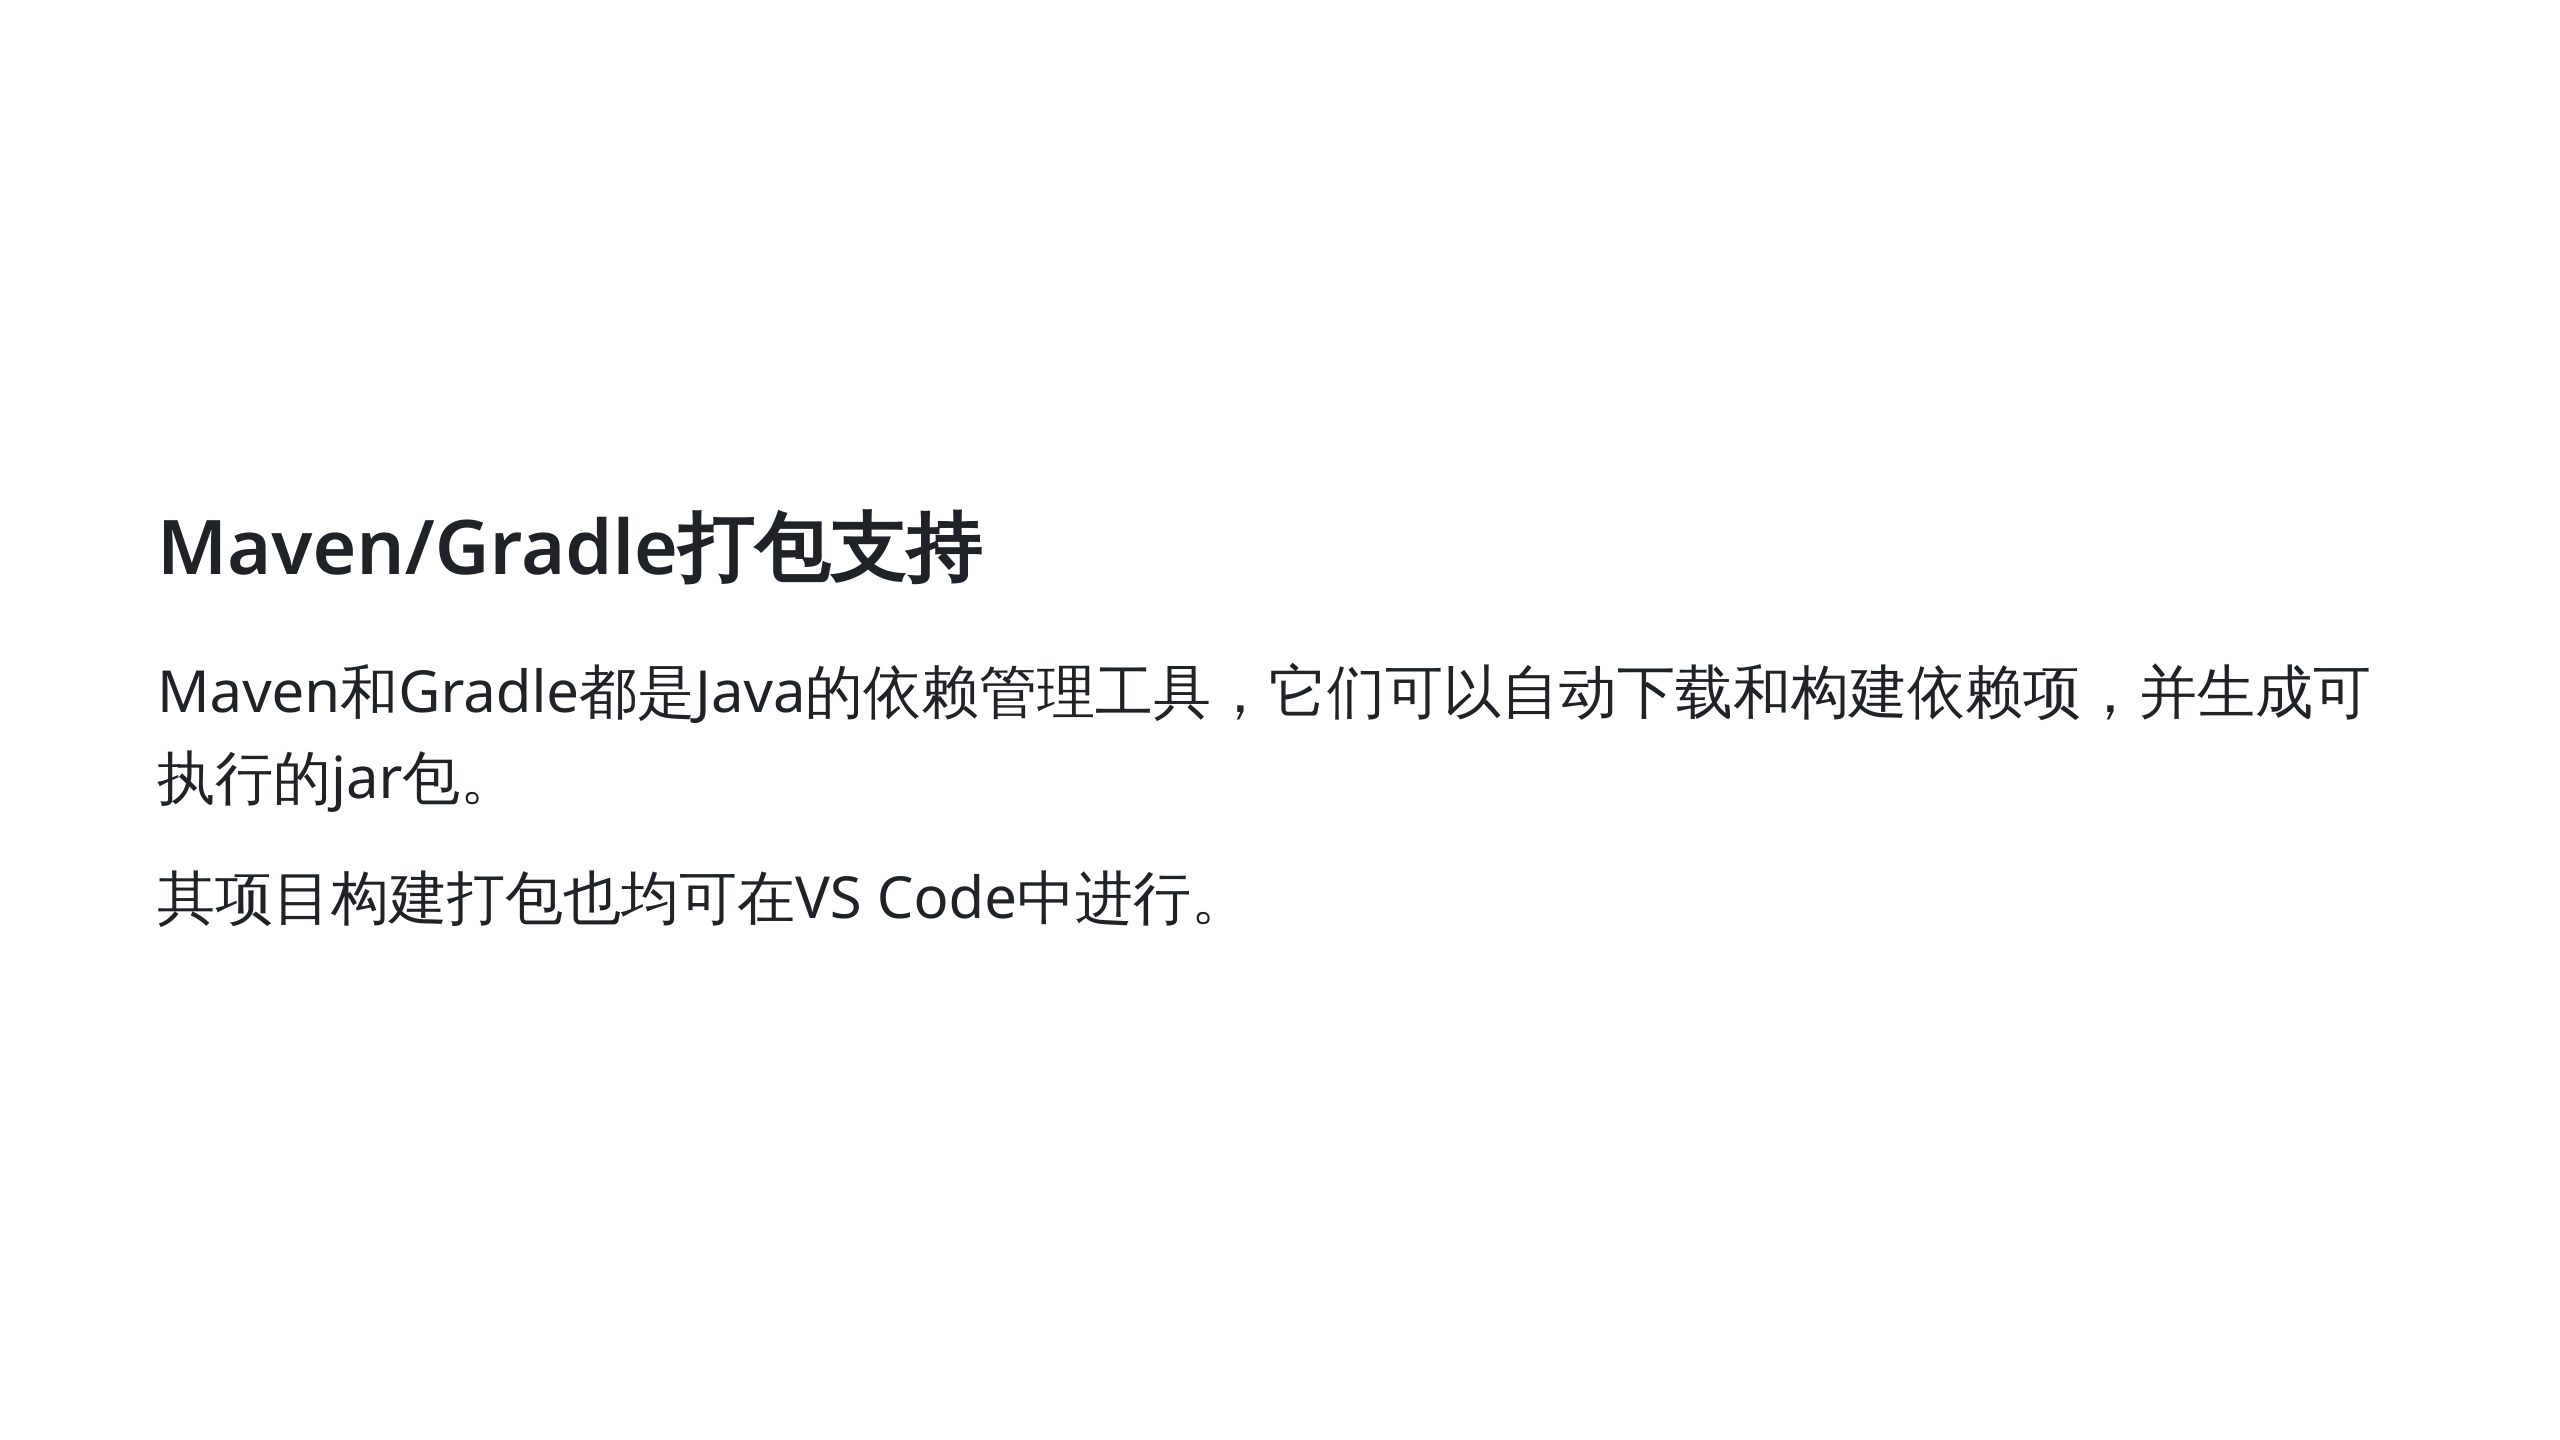 Maven/Gradle打包支持
Maven和Gradle都是Java的依赖管理工具，它们可以自动下载和构建依赖项，并生成可
执行的jar包。
其项目构建打包也均可在VS Code中进行。